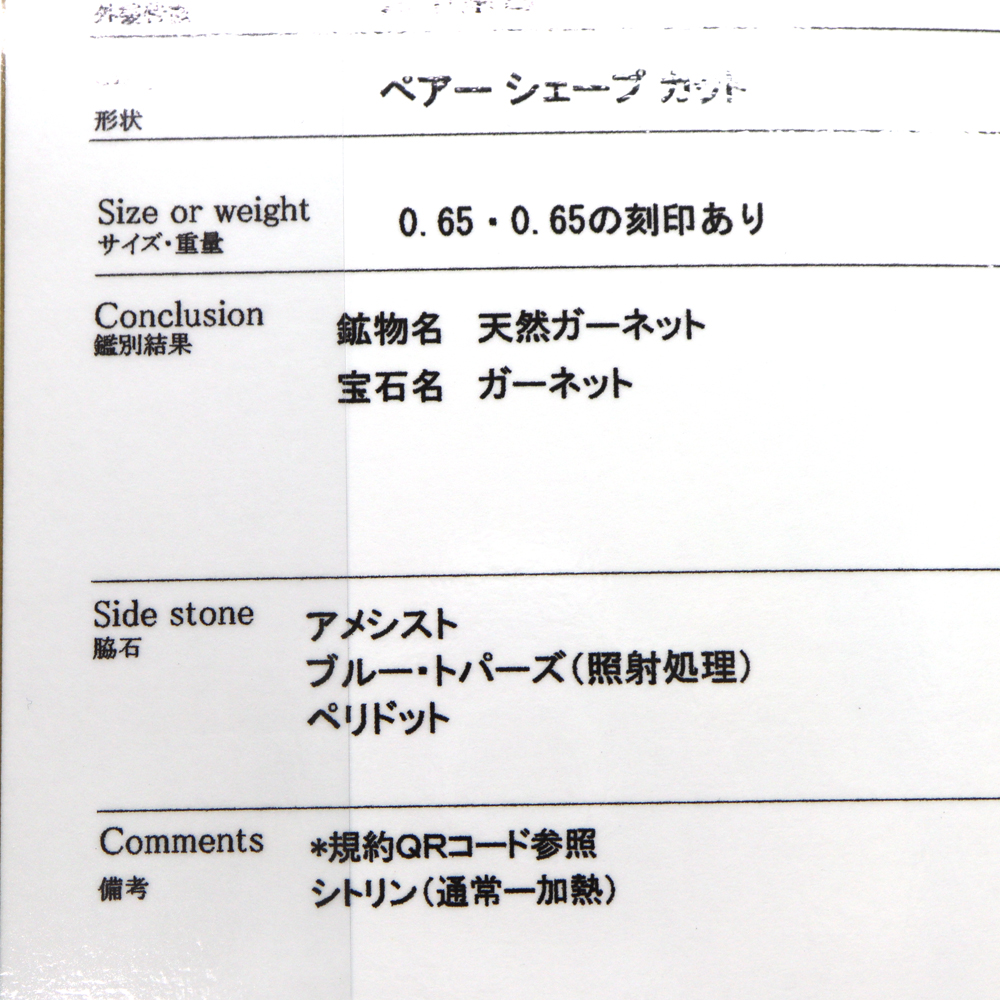 外観特徴
ペアー シェープ カット
形状
Size or weight
サイズ・重量
0.65・0.65の刻印あり
Conclusion
鑑別結果
鉱物名 天然ガーネット
宝石名 ガーネット
Side stone
脇石
アメシスト
ブルー・トパーズ(照射処理)
ペリドット
Comments
備考
*規約QRコード参照
シトリン(通常ー加熱)